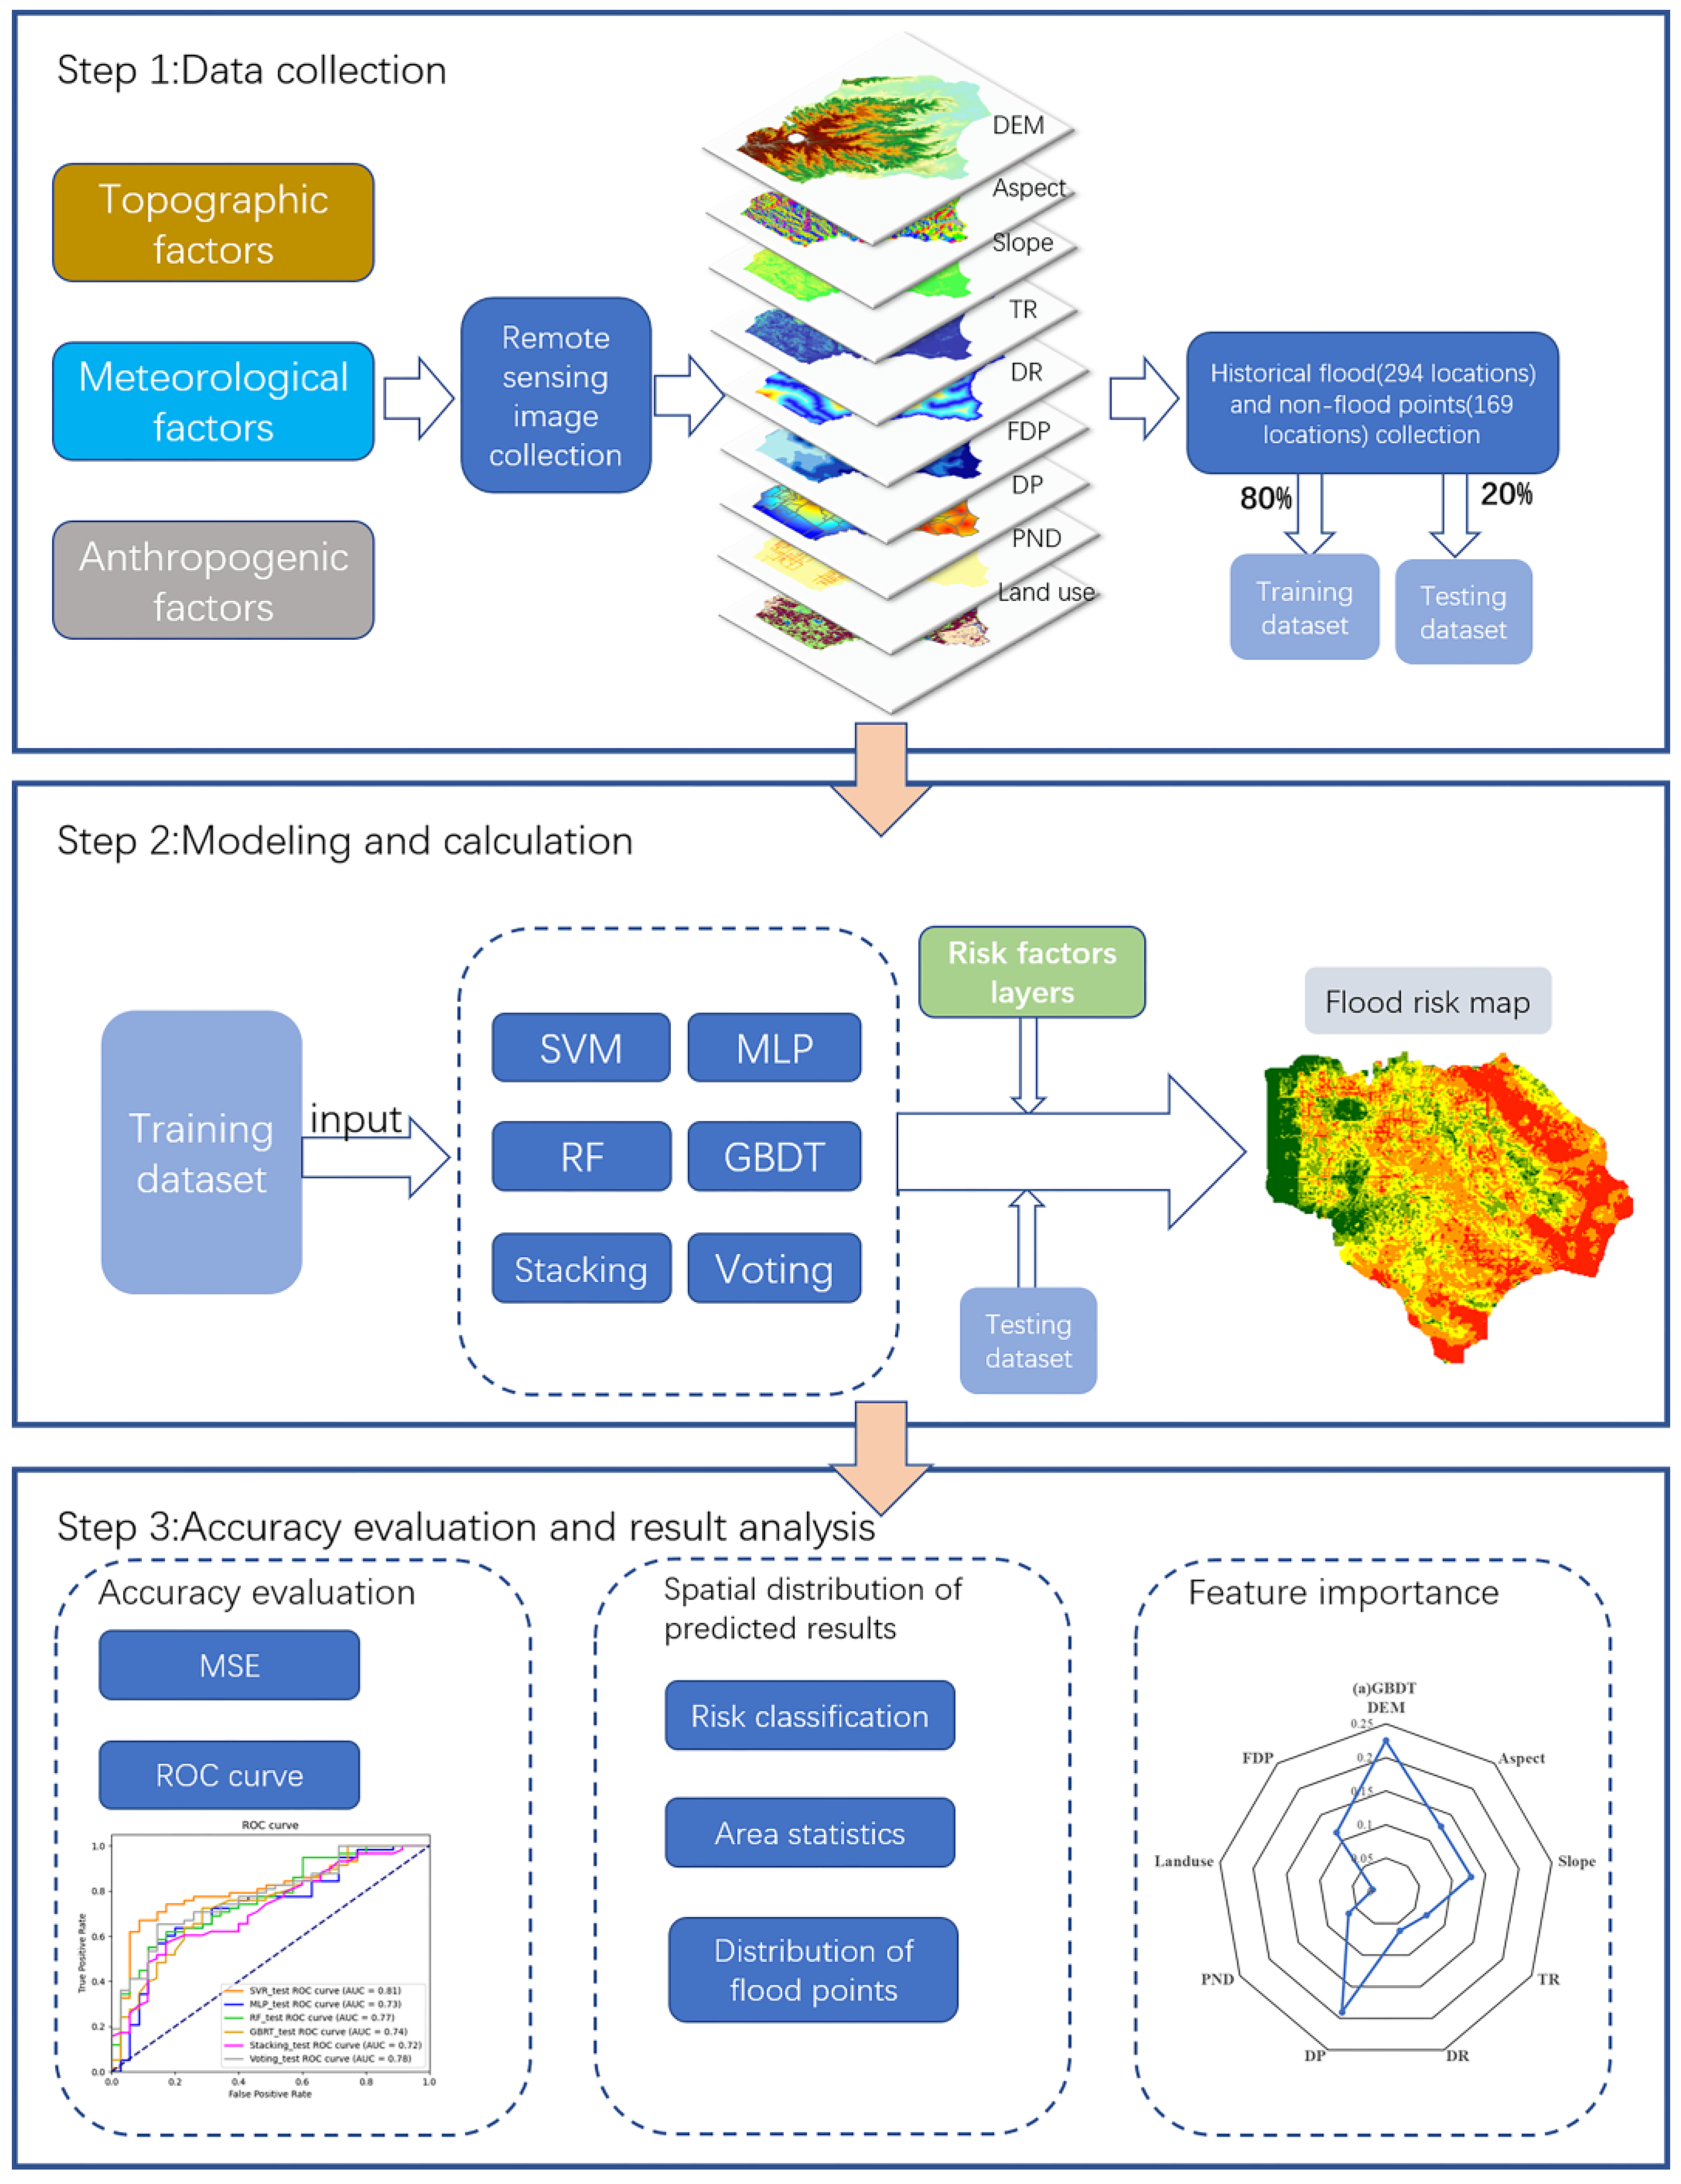 Step 1:Data collection
Topographic
factors
Meteorological
factors
Anthropogenic
factors
Remote
sensing
image
collection
DEM
Aspect
Slope
TR
DR
FDP
DP
PND
Land use
Historical flood(294 locations)
and non-flood points(169
locations) collection
80%
20%
Training
dataset
Testing
dataset
Step 2:Modeling and calculation
Training
dataset
input
SVM
MLP
RF
GBDT
Stacking
Voting
Risk factors
layers
Testing
dataset
Flood risk map
Step 3:Accuracy evaluation and result analysis
Accuracy evaluation
MSE
ROC curve
ROC curve
True Positive Rate
1.0
0.8
0.6
0.4
0.2
0.0
SVR_test ROC curve (AUC = 0.81)
MLP_test ROC curve (AUC = 0.73)
RF_test ROC curve (AUC = 0.77)
GBRT_test ROC curve (AUC = 0.74)
Stacking_test ROC curve (AUC = 0.72)
Voting_test ROC curve (AUC = 0.78)
0.0 0.2 0.4 0.6 0.8 1.0
False Positive Rate
Spatial distribution of
predicted results
Risk classification
Area statistics
Distribution of
flood points
Feature importance
(a)GBDT
DEM
0.25
0.2
0.15
0.1
0.05
0
Aspect
Slope
TR
DR
DP
PND
Landuse
FDP